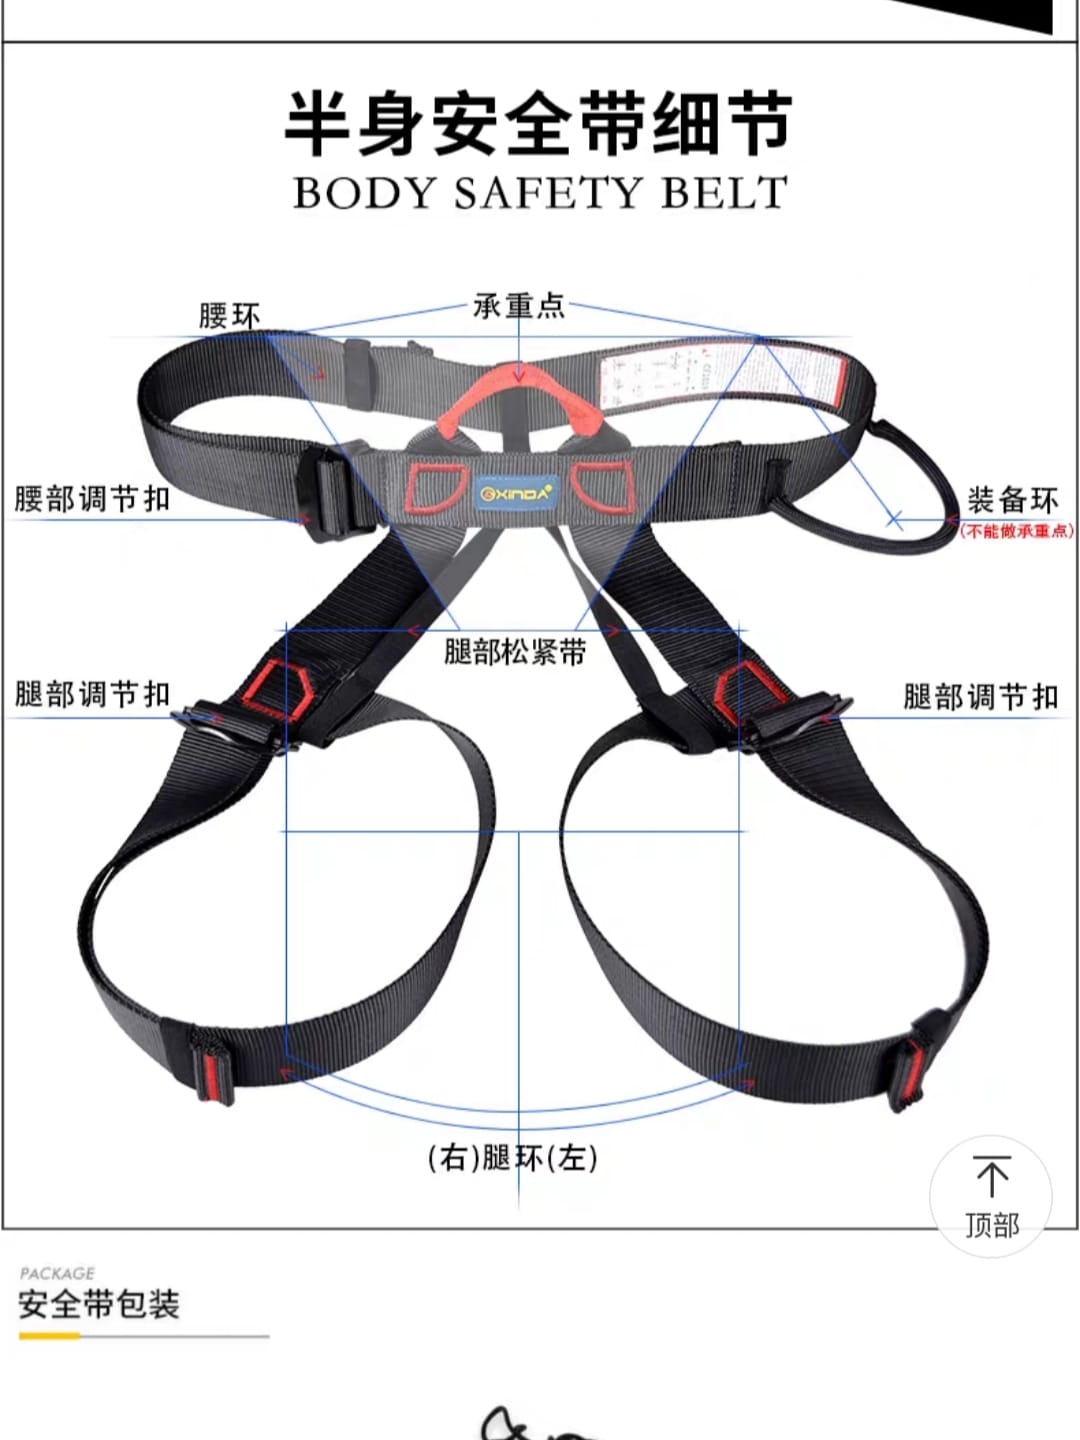 半身安全带细节
BODY SAFETY BELT
腰环
承重点
XINDA
腰部调节扣
装备环
(不能做承重点)
腿部松紧带
腿部调节扣
腿部调节扣
(右)腿环(左)
顶部
PACKAGE
安全带包装